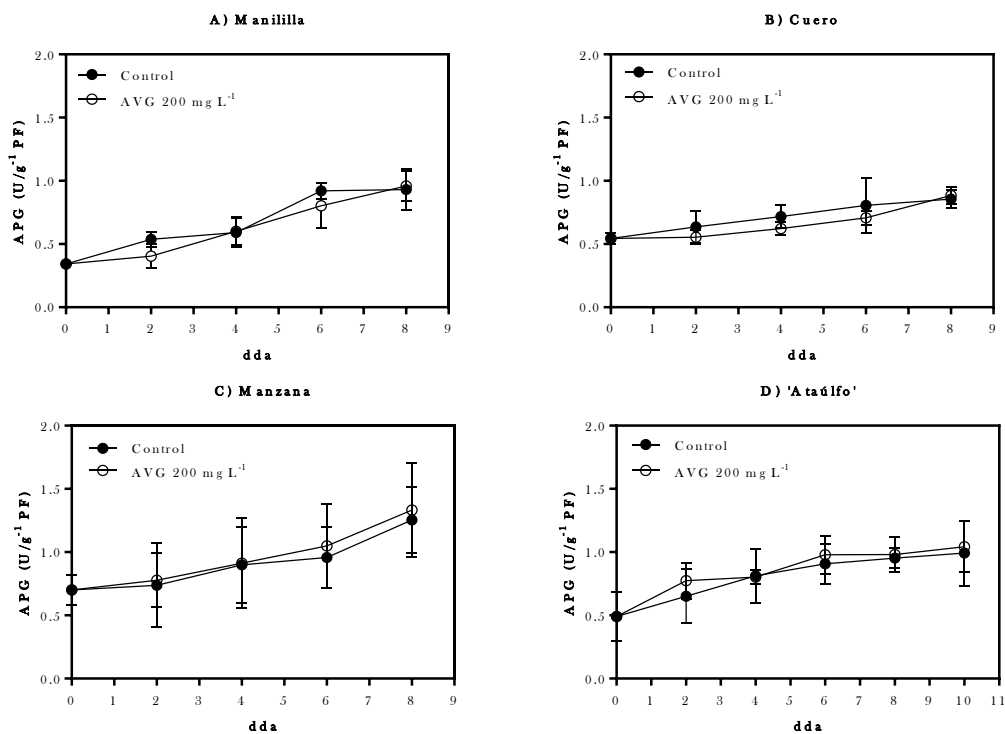 A) Manililla
2.0
1.5
1.0
0.5
0.0
APG (U/g⁻¹ PF)
Control
AVG 200 mg L⁻¹
0 1 2 3 4 5 6 7 8 9
dda
B) Cuero
2.0
1.5
1.0
0.5
0.0
APG (U/g⁻¹ PF)
Control
AVG 200 mg L⁻¹
0 1 2 3 4 5 6 7 8 9
dda
C) Manzana
2.0
1.5
1.0
0.5
0.0
APG (U/g⁻¹ PF)
Control
AVG 200 mg L⁻¹
0 1 2 3 4 5 6 7 8 9
dda
D) 'Ataúlfo'
2.0
1.5
1.0
0.5
0.0
APG (U/g⁻¹ PF)
Control
AVG 200 mg L⁻¹
0 1 2 3 4 5 6 7 8 9 10 11
dda